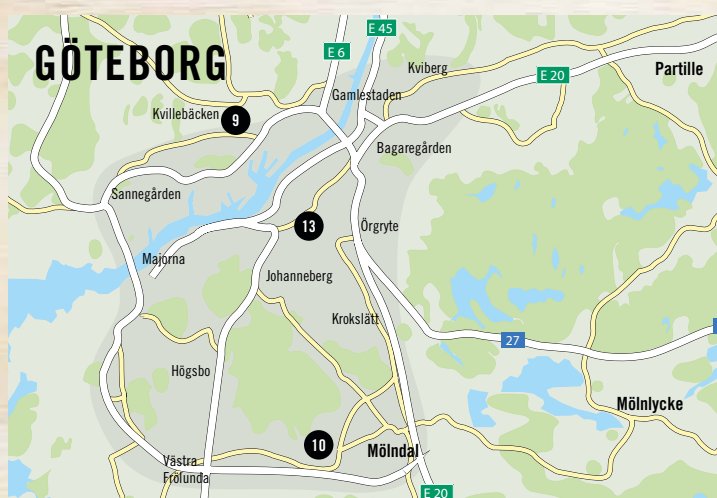 GÖTEBORG
E 45
E 6
Kviberg
E 20
Partille
Gamlestaden
Kvillebäcken
9
Bagaregården
Sannegården
13
Örgryte
Majorna
Johanneberg
Krokslätt
27
Högsbo
Mölnlycke
10
Mölndal
Västra
Frölunda
E 20